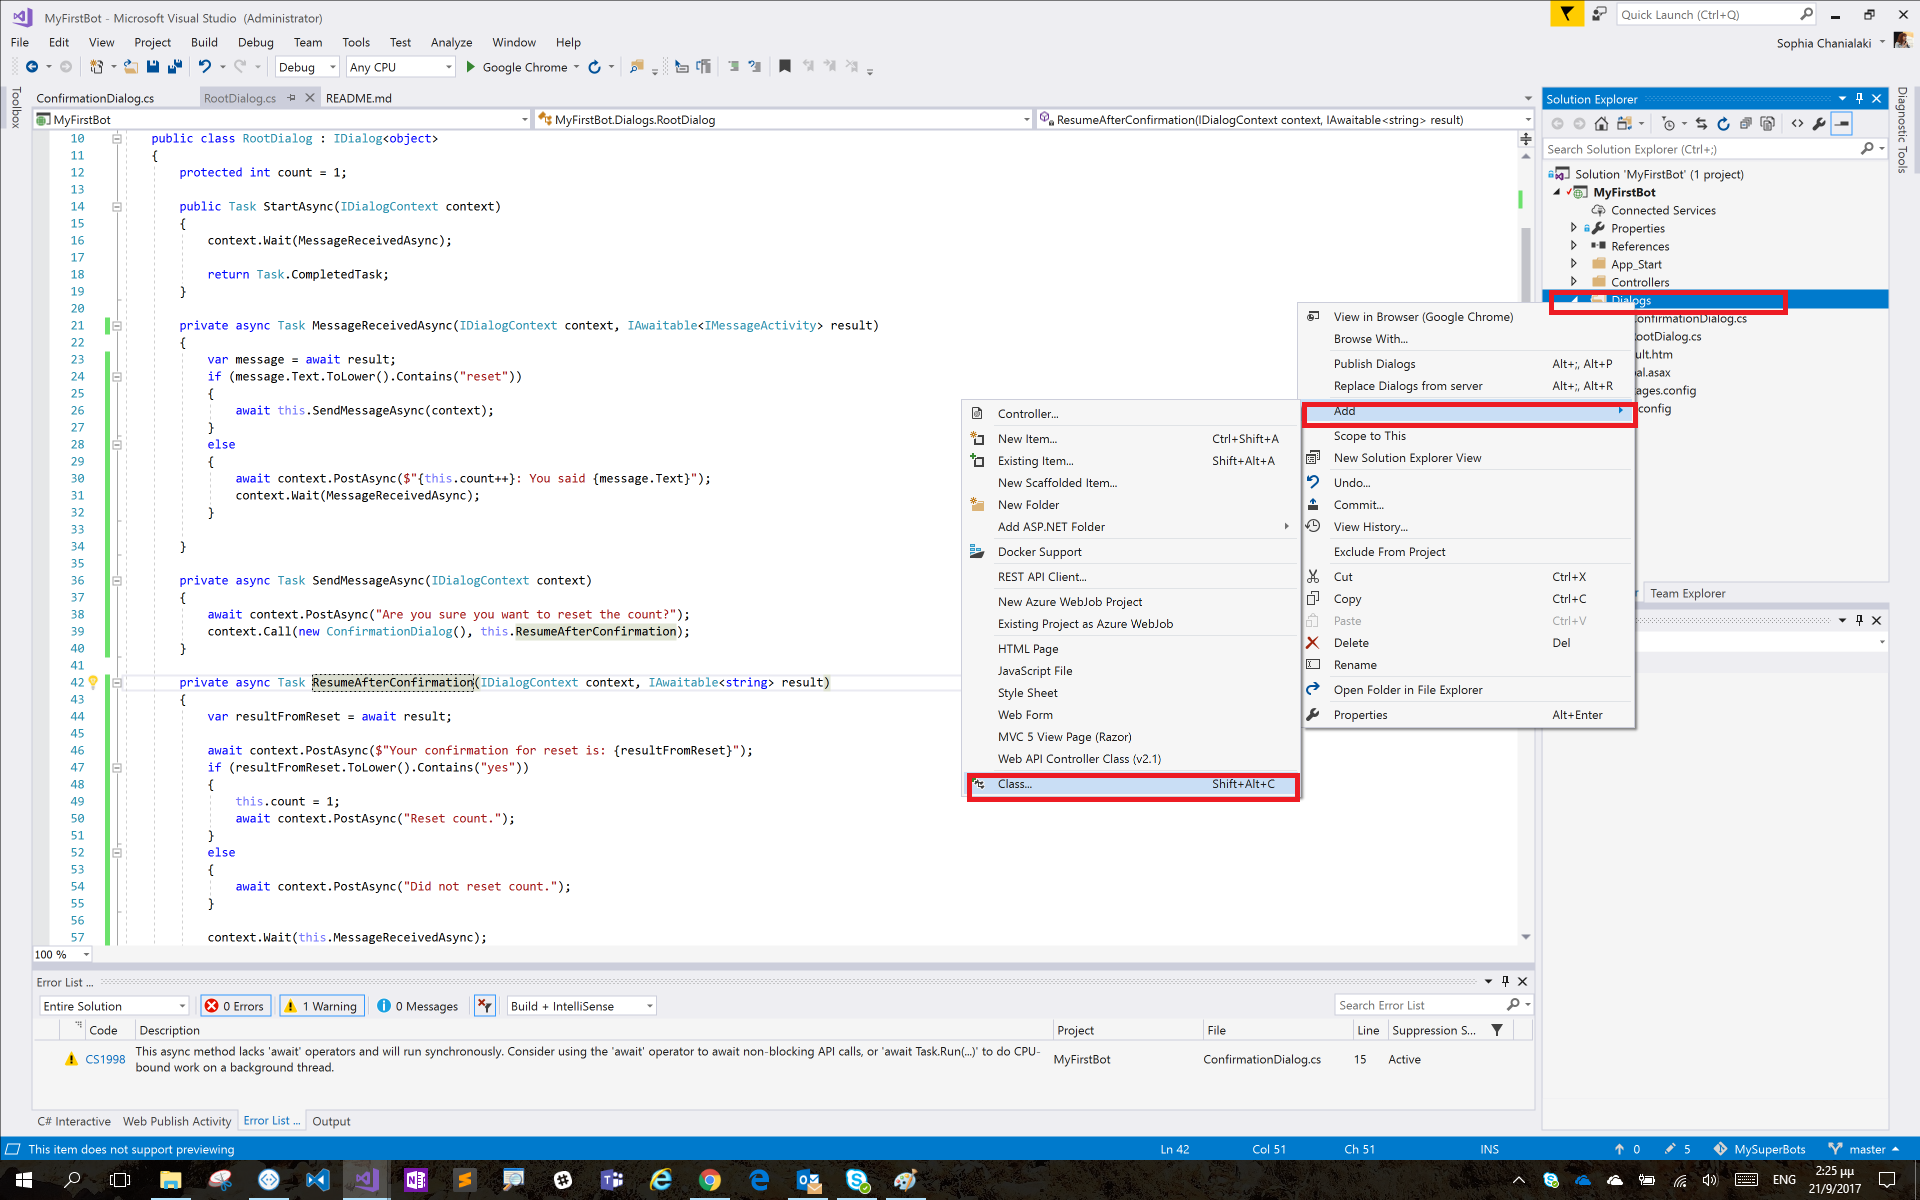 MyFirstBot - Microsoft Visual Studio (Administrator)
Quick Launch (Ctrl+Q)
File Edit View Project Build Debug Team Tools Test Analyze Window Help
Sophia Chanialaki
Debug Any CPU Google Chrome
Toolbox
ConfirmationDialog.cs RootDialog.cs README.md
MyFirstBot MyFirstBot.Dialogs.RootDialog ResumeAfterConfirmation(IDialogContext context, IAwaitable<string> result)
10 public class RootDialog : IDialog<object>
11 {
12 protected int count = 1;
13
14 public Task StartAsync(IDialogContext context)
15 {
16 context.Wait(MessageReceivedAsync);
17
18 return Task.CompletedTask;
19 }
20
21 private async Task MessageReceivedAsync(IDialogContext context, IAwaitable<IMessageActivity> result)
22 {
23 var message = await result;
24 if (message.Text.ToLower().Contains("reset"))
25 {
26 await this.SendMessageAsync(context);
27 }
28 else
29 {
30 await context.PostAsync($"{this.count++}: You said {message.Text}");
31 context.Wait(MessageReceivedAsync);
32 }
33
34 }
35
36 private async Task SendMessageAsync(IDialogContext context)
37 {
38 await context.PostAsync("Are you sure you want to reset the count?");
39 context.Call(new ConfirmationDialog(), this.ResumeAfterConfirmation);
40 }
41
42 private async Task ResumeAfterConfirmation(IDialogContext context, IAwaitable<string> result)
43 {
44 var resultFromReset = await result;
45
46 await context.PostAsync($"Your confirmation for reset is: {resultFromReset}");
47 if (resultFromReset.ToLower().Contains("yes"))
48 {
49 this.count = 1;
50 await context.PostAsync("Reset count.");
51 }
52 else
53 {
54 await context.PostAsync("Did not reset count.");
55 }
56
57 context.Wait(this.MessageReceivedAsync);
100 %
Controller...
New Item... Ctrl+Shift+A
Existing Item... Shift+Alt+A
New Scaffolded Item...
New Folder
Add ASP.NET Folder
Docker Support
REST API Client...
New Azure WebJob Project
Existing Project as Azure WebJob
HTML Page
JavaScript File
Style Sheet
Web Form
MVC 5 View Page (Razor)
Web API Controller Class (v2.1)
Class... Shift+Alt+C
View in Browser (Google Chrome)
Browse With...
Publish Dialogs Alt+;, Alt+P
Replace Dialogs from server Alt+;, Alt+R
Add
Scope to This
New Solution Explorer View
Undo...
Commit...
View History...
Exclude From Project
Cut Ctrl+X
Copy Ctrl+C
Paste Ctrl+V
Delete Del
Rename
Open Folder in File Explorer
Properties Alt+Enter
Solution Explorer
Search Solution Explorer (Ctrl+;)
Solution 'MyFirstBot' (1 project)
MyFirstBot
Connected Services
Properties
References
App_Start
Controllers
Dialogs
onfirmationDialog.cs
ootDialog.cs
ult.htm
al.asax
ages.config
config
Team Explorer
Diagnostic Tools
Error List ...
Entire Solution 0 Errors 1 Warning 0 Messages Build + IntelliSense Search Error List
Code Description Project File Line Suppression S...
CS1998 This async method lacks 'await' operators and will run synchronously. Consider using the 'await' operator to await non-blocking API calls, or 'await Task.Run(...)' to do CPU-
bound work on a background thread. MyFirstBot ConfirmationDialog.cs 15 Active
C# Interactive Web Publish Activity Error List ... Output
This item does not support previewing Ln 42 Col 51 Ch 51 INS 0 5 MySuperBots master
ENG
2:25 μμ
21/9/2017